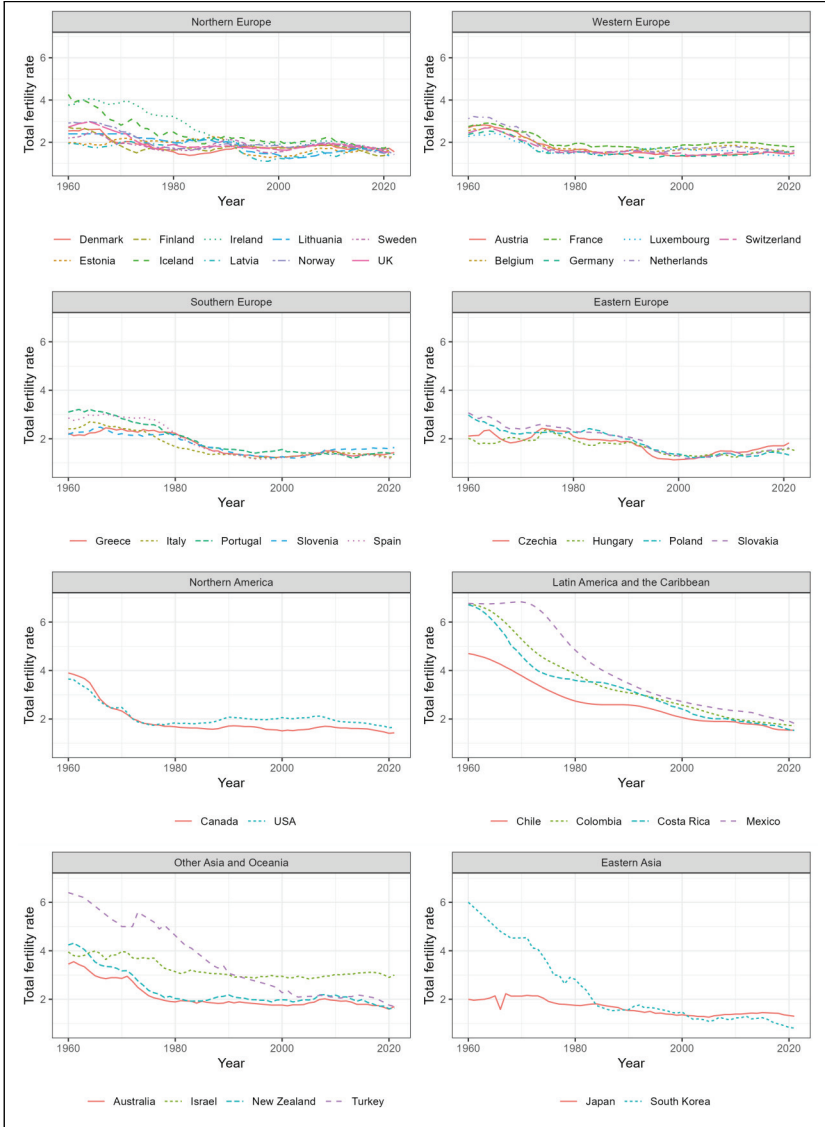 Northern Europe
Western Europe
Total fertility rate
6
4
2
1960 1980 2000 2020
Year
Total fertility rate
6
4
2
1960 1980 2000 2020
Year
Denmark Finland Ireland Lithuania Sweden
Estonia Iceland Latvia Norway UK
Austria France Luxembourg Switzerland
Belgium Germany Netherlands
Southern Europe
Eastern Europe
Total fertility rate
6
4
2
1960 1980 2000 2020
Year
Total fertility rate
6
4
2
1960 1980 2000 2020
Year
Greece Italy Portugal Slovenia Spain
Czechia Hungary Poland Slovakia
Northern America
Latin America and the Caribbean
Total fertility rate
6
4
2
1960 1980 2000 2020
Year
Total fertility rate
6
4
2
1960 1980 2000 2020
Year
Canada USA
Chile Colombia Costa Rica Mexico
Other Asia and Oceania
Eastern Asia
Total fertility rate
6
4
2
1960 1980 2000 2020
Year
Total fertility rate
6
4
2
1960 1980 2000 2020
Year
Australia Israel New Zealand Turkey
Japan South Korea